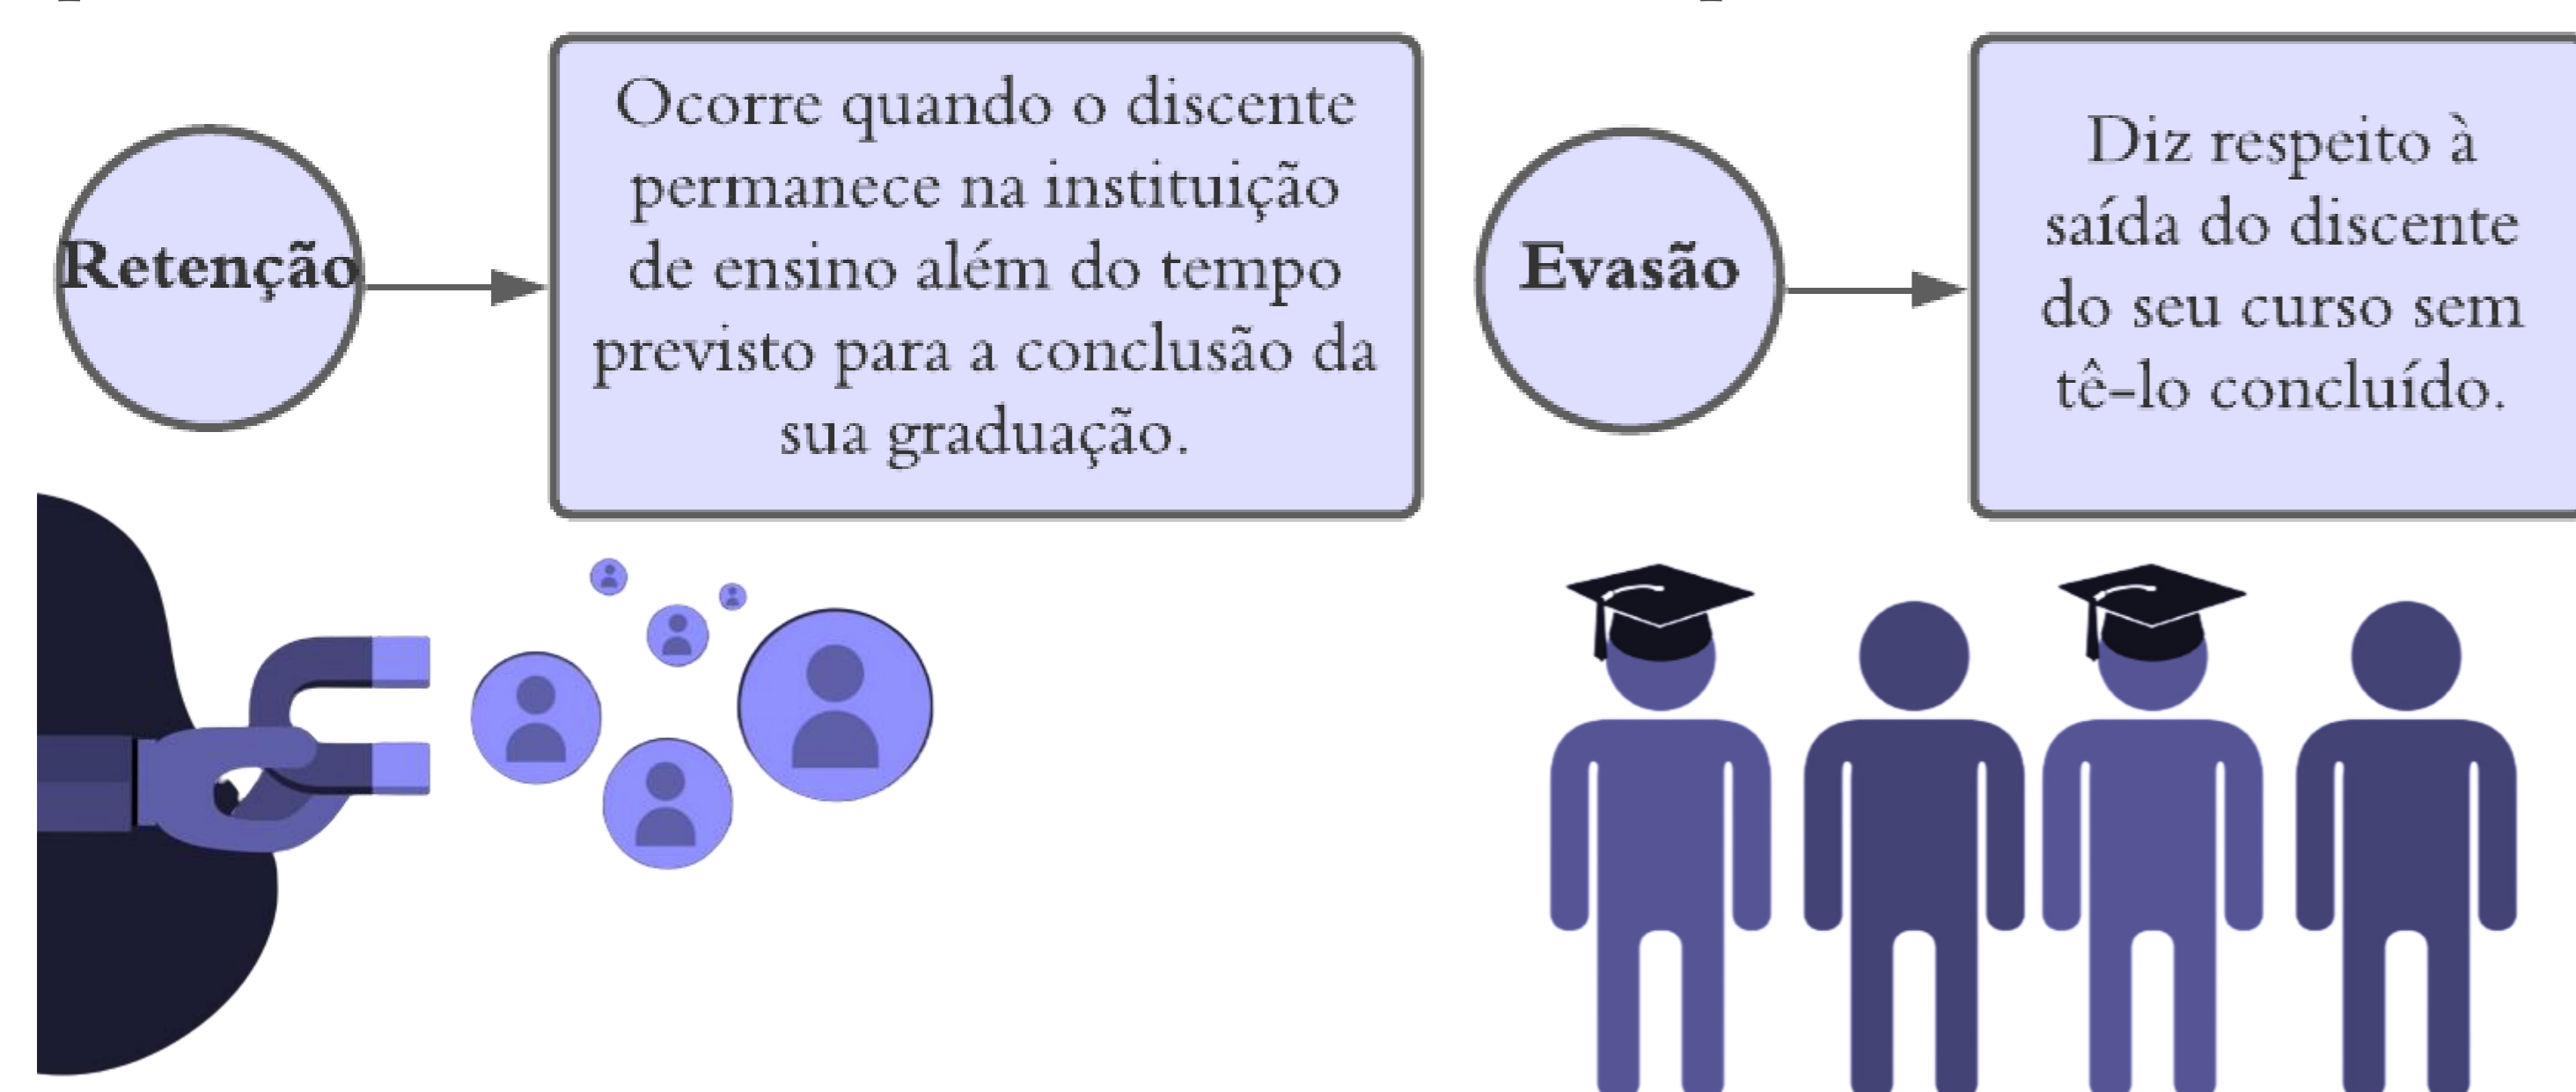 Retenção
Ocorre quando o discente
permanece na instituição
de ensino além do tempo
previsto para a conclusão da
sua graduação.
Evasão
Diz respeito à
saída do discente
do seu curso sem
tê-lo concluído.